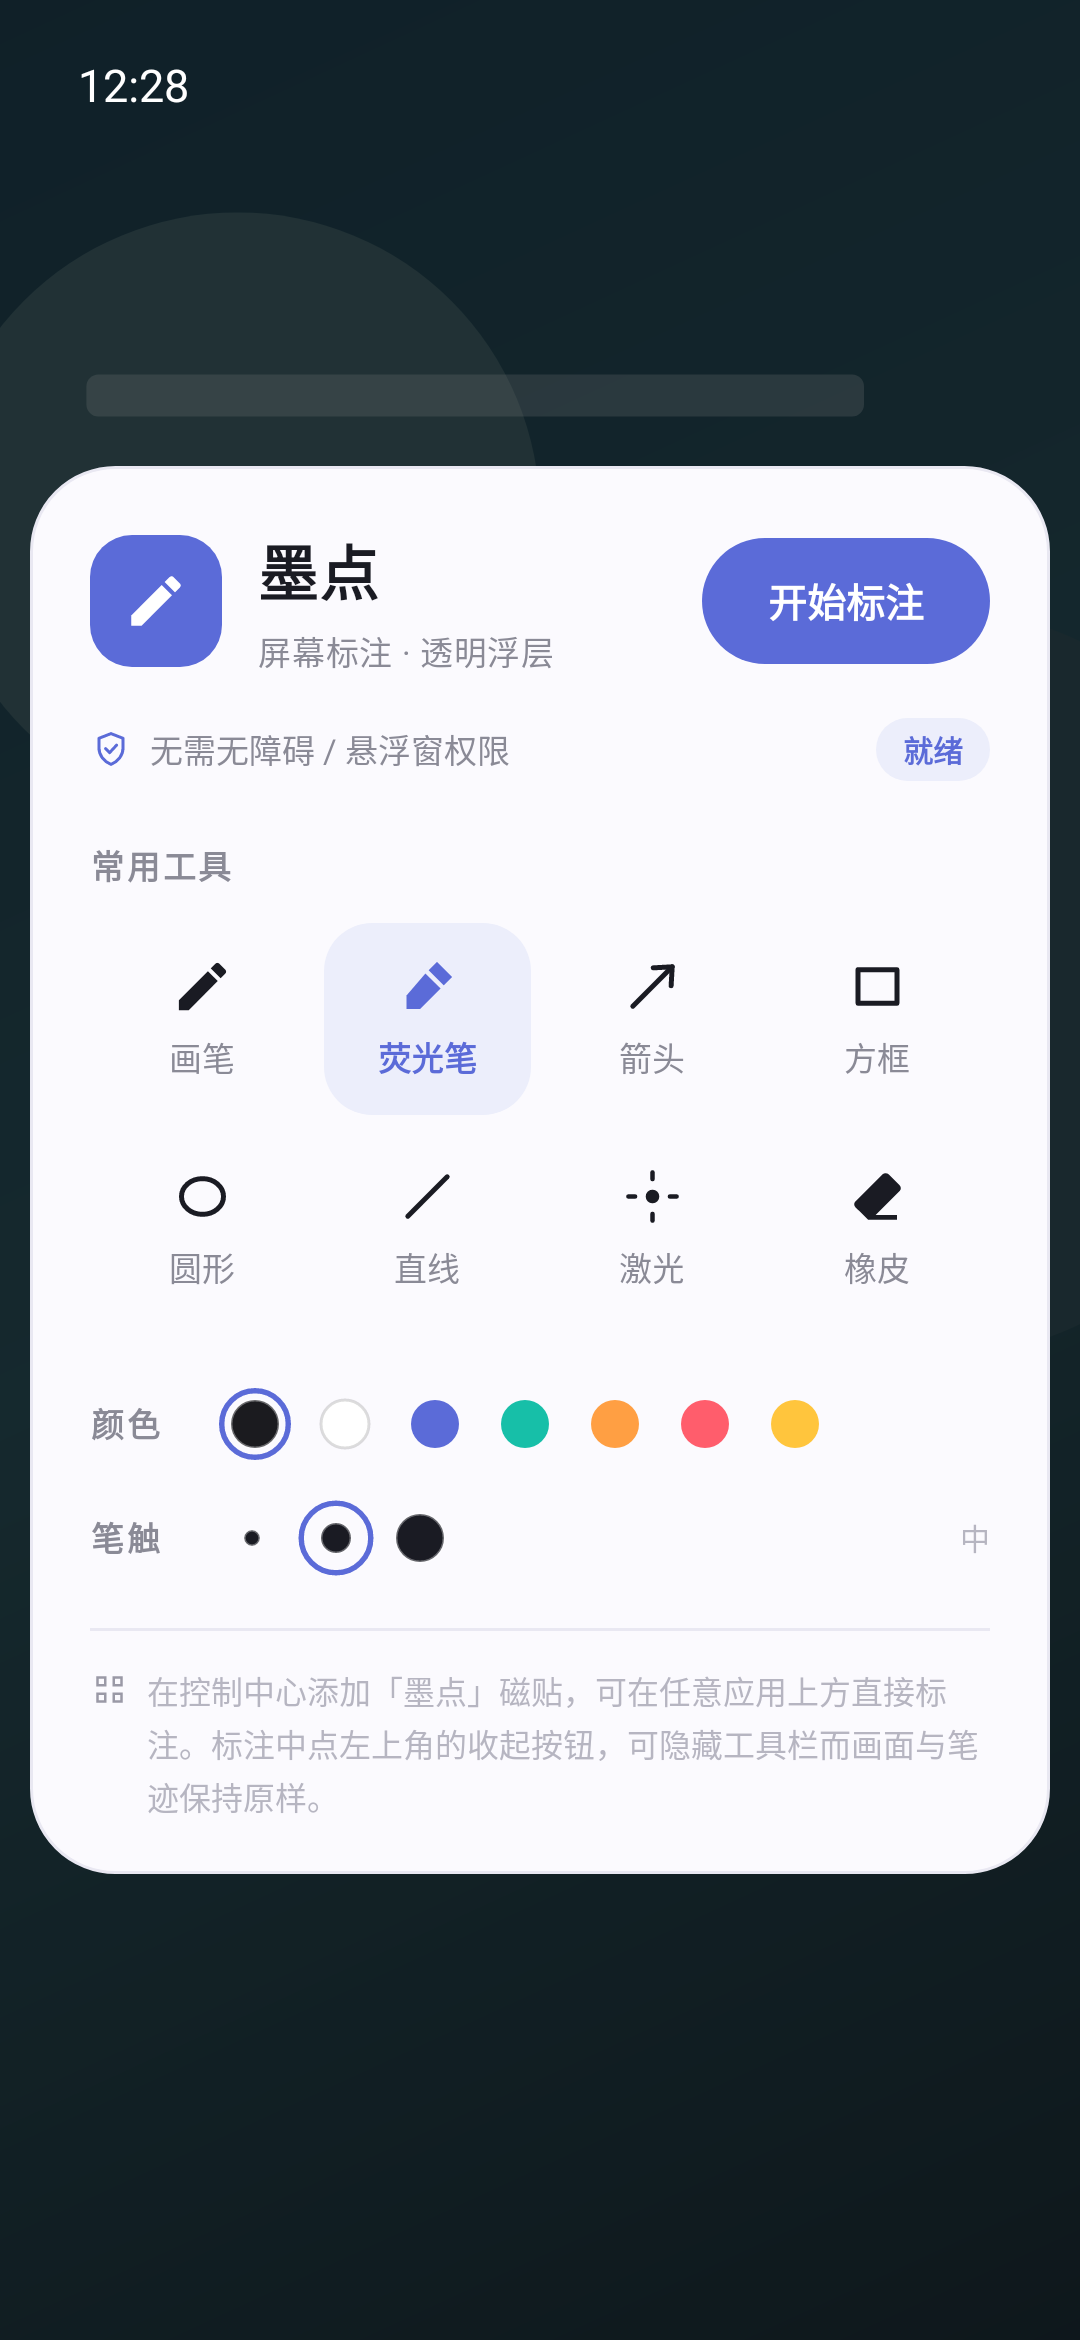 12:28
墨点
开始标注
屏幕标注 · 透明浮层
无需无障碍 / 悬浮窗权限
就绪
常用工具
画笔
荧光笔
箭头
方框
圆形
直线
激光
橡皮
颜色
笔触
中
在控制中心添加「墨点」磁贴，可在任意应用上方直接标
注。标注中点左上角的收起按钮，可隐藏工具栏而画面与笔
迹保持原样。